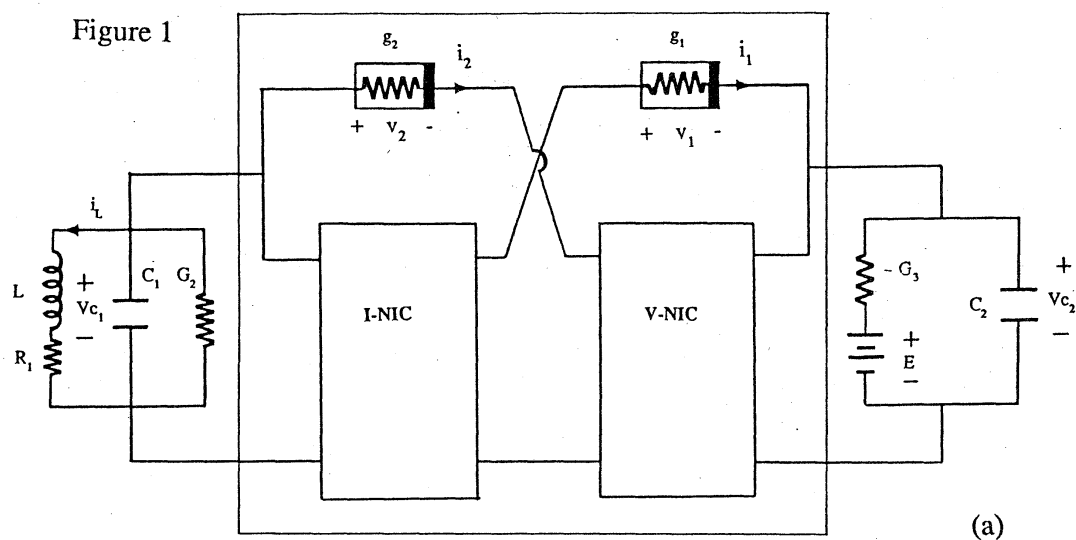 Figure 1
g2
i2
g1
i1
+ v2 -
+ v1 -
iL
L
R1
+
Vc1
-
C1
G2
I-NIC
V-NIC
- G3
+
E
-
C2
+
Vc2
-
(a)